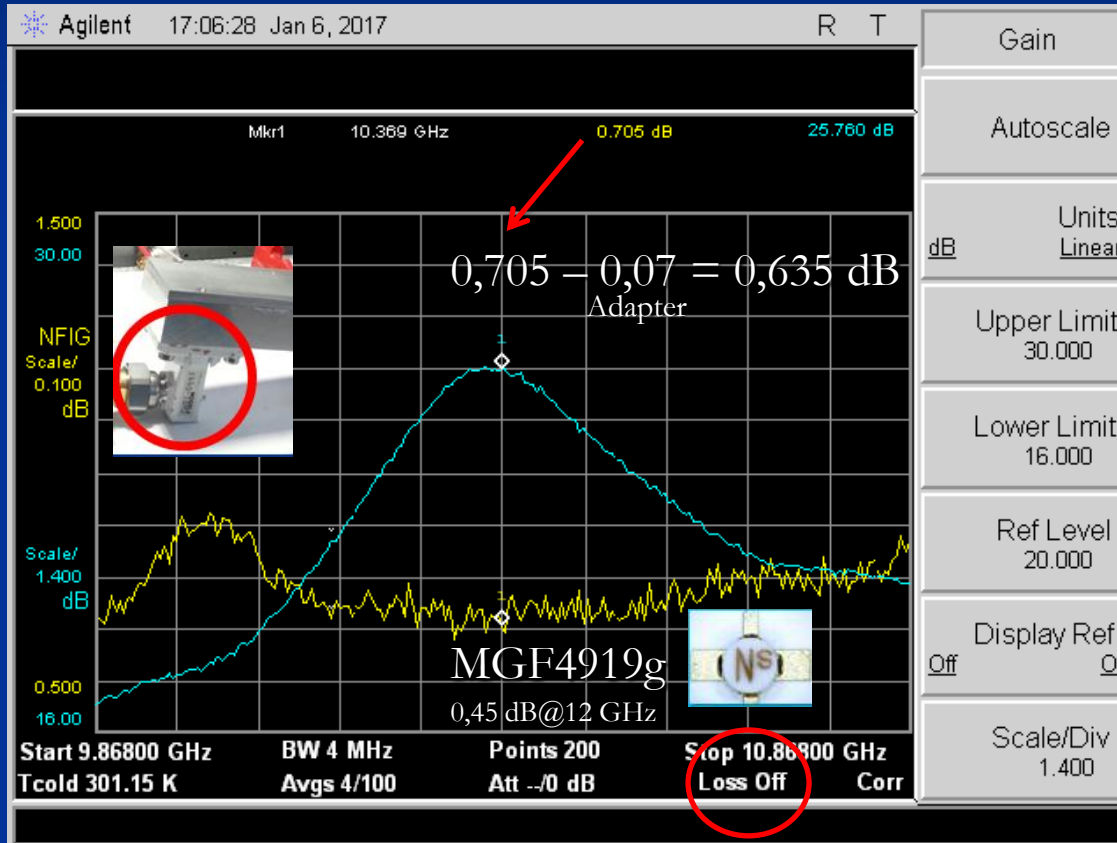 Agilent 17:06:28 Jan 6, 2017 R T
Gain
Mkr1 10.369 GHz 0.705 dB 25.760 dB
Autoscale
1.500
30.00
Units
dB Linear
0,705 – 0,07 = 0,635 dB
Adapter
Upper Limit
30.000
NFIG
Scale/
0.100
dB
1
Lower Limit
16.000
Scale/
1.400
dB
Ref Level
20.000
1
MGF4919g
0,45 dB@12 GHz
NS
Display Ref
Off
0.500
16.00
Scale/Div
1.400
Start 9.86800 GHz BW 4 MHz Points 200 Stop 10.86800 GHz
Tcold 301.15 K Avgs 4/100 Att --/0 dB Loss Off Corr